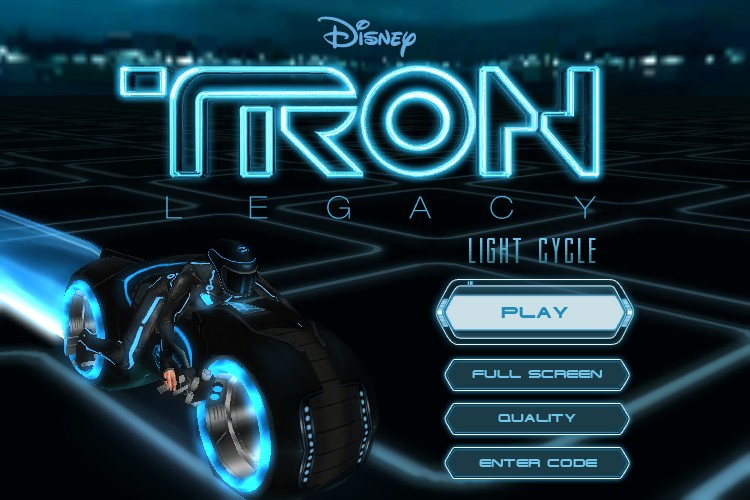 Disney
TRON
LEGACY
LIGHT CYCLE
PLAY
FULL SCREEN
QUALITY
ENTER CODE